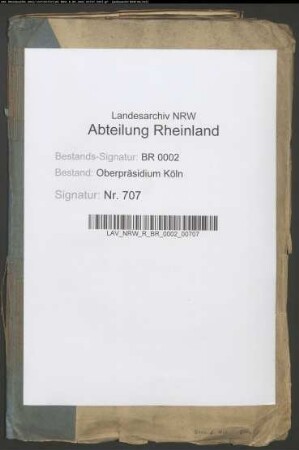 Landesarchiv NRW
Abteilung Rheinland
Bestands-Signatur: BR 0002
Bestand: Oberpräsidium Köln
Signatur: Nr. 707
LAV_NRW_R_BR_0002_00707